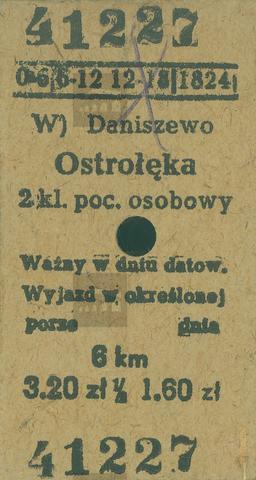 41227
0-6|6-12 12-18|1824|
W) Daniszewo
Ostrołęka
2 kl. poc. osobowy
Ważny w dniu datow.
Wyjazd w określonej
porze dnia
6 km
3.20 zł ½ 1.60 zł
41227